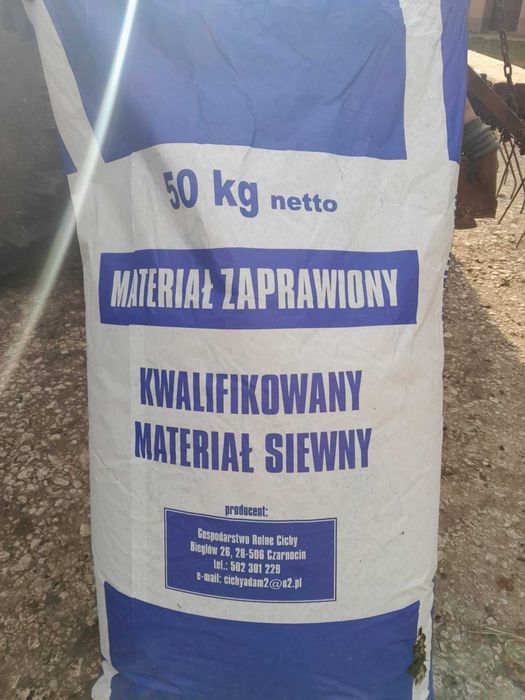 50 kg netto
MATERIAŁ ZAPRAWIONY
KWALIFIKOWANY
MATERIAŁ SIEWNY
producent:
Gospodarstwo Rolne Cichy
Bieglów 26, 28-506 Czarnocin
tel.: 502 301 229
e-mail: cichyadam2@o2.pl